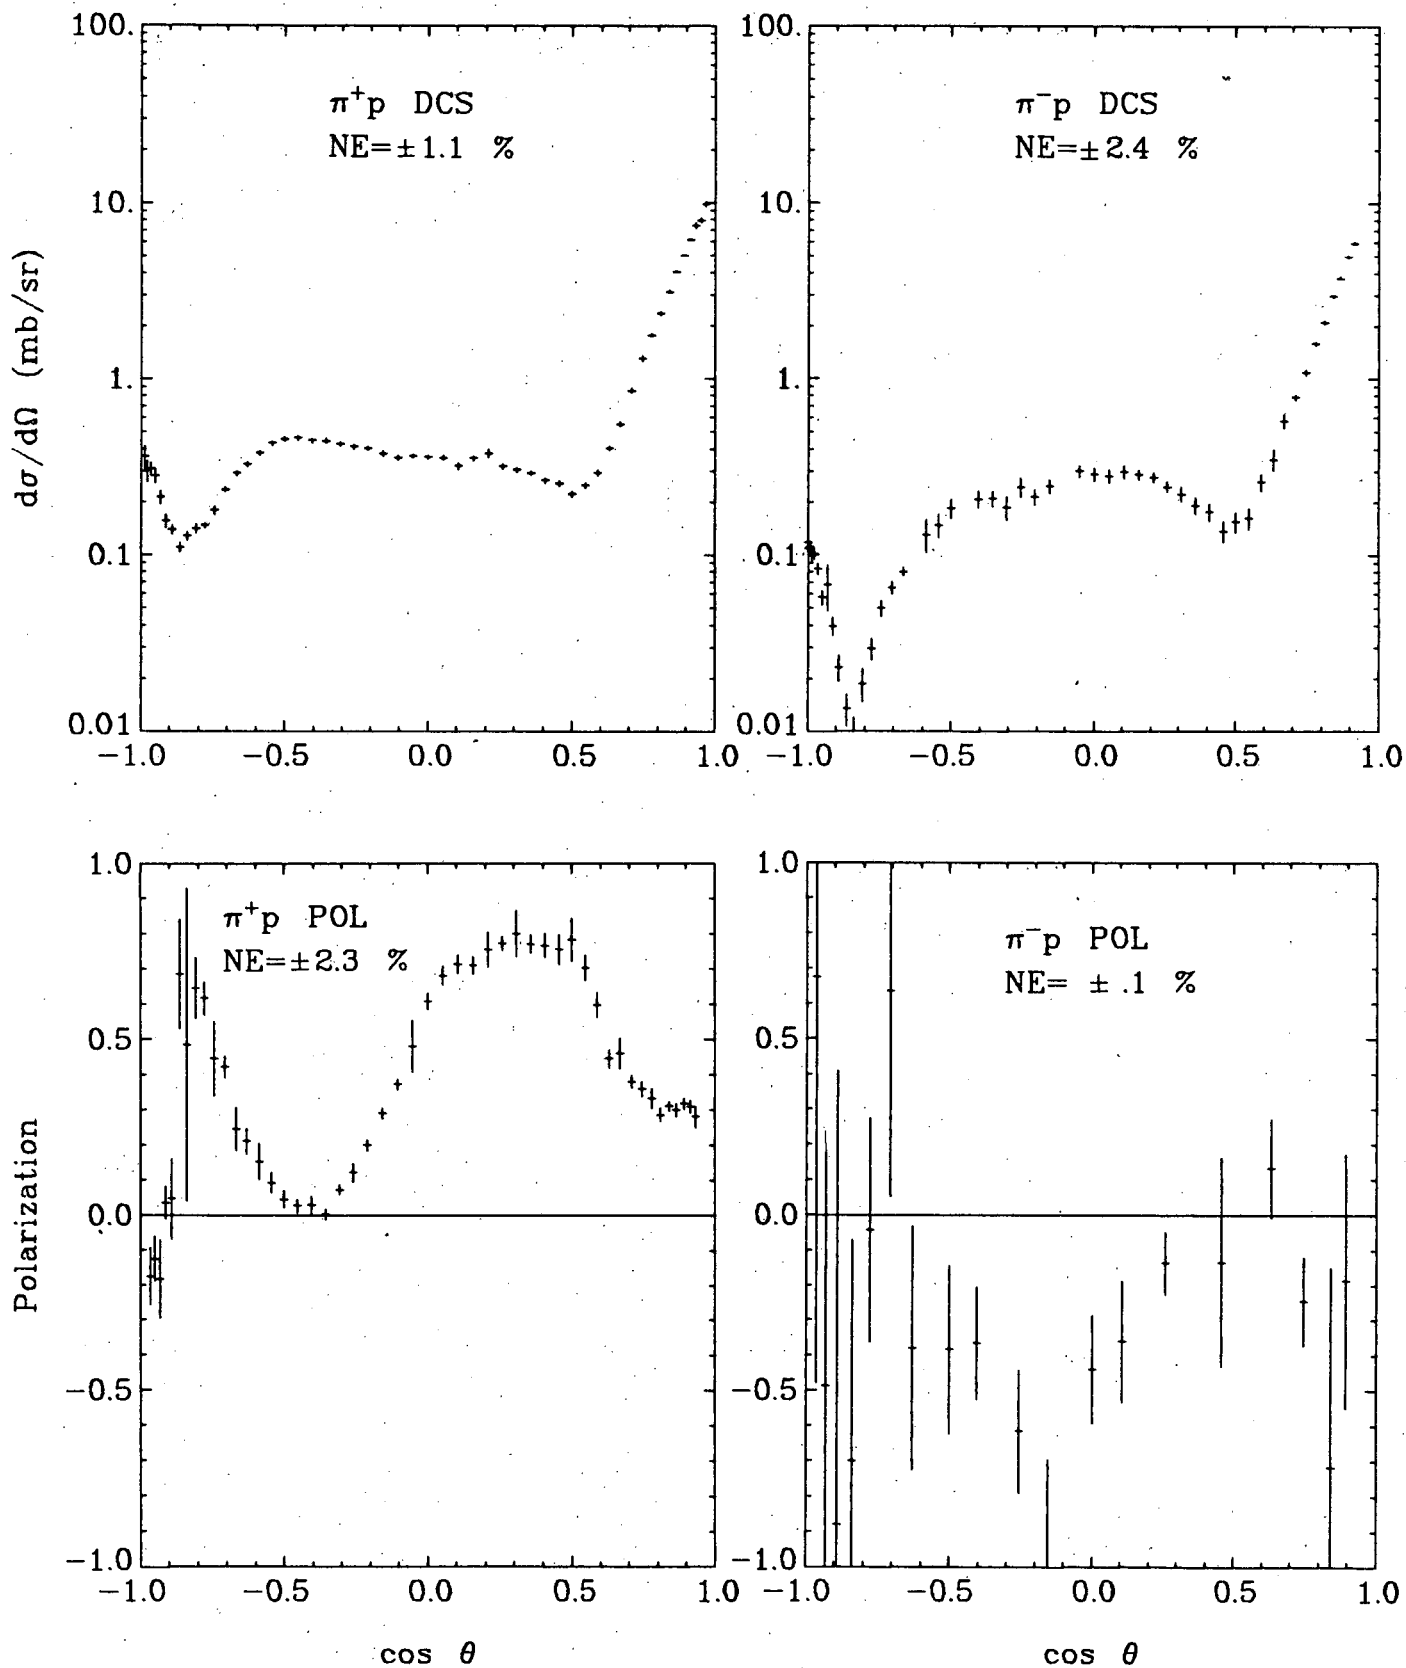 π⁺p DCS
NE=±1.1 %
100.
10.
1.
0.1
0.01
-1.0 -0.5 0.0 0.5 1.0
dσ/dΩ (mb/sr)
π⁻p DCS
NE=±2.4 %
100.
10.
1.
0.1
0.01
-1.0 -0.5 0.0 0.5 1.0
π⁺p POL
NE=±2.3 %
1.0
0.5
0.0
-0.5
-1.0
-1.0 -0.5 0.0 0.5 1.0
Polarization
cos θ
π⁻p POL
NE= ± .1 %
1.0
0.5
0.0
-0.5
-1.0
-1.0 -0.5 0.0 0.5 1.0
cos θ